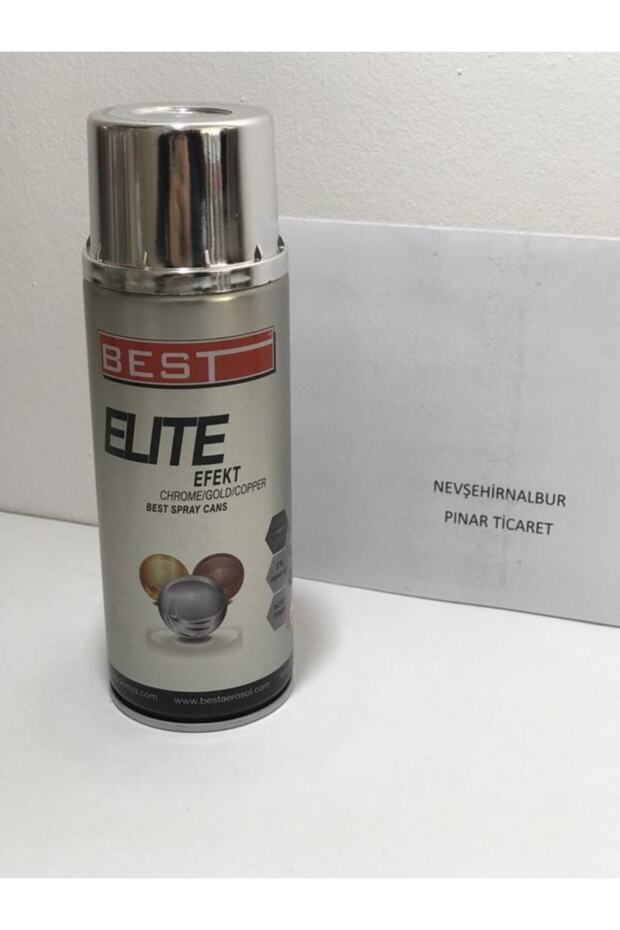 BEST
ELITE
EFEKT
CHROME/GOLD/COPPER
BEST SPRAY CANS
www.bestaerosol.com
NEVŞEHİRNALBUR
PINAR TİCARET